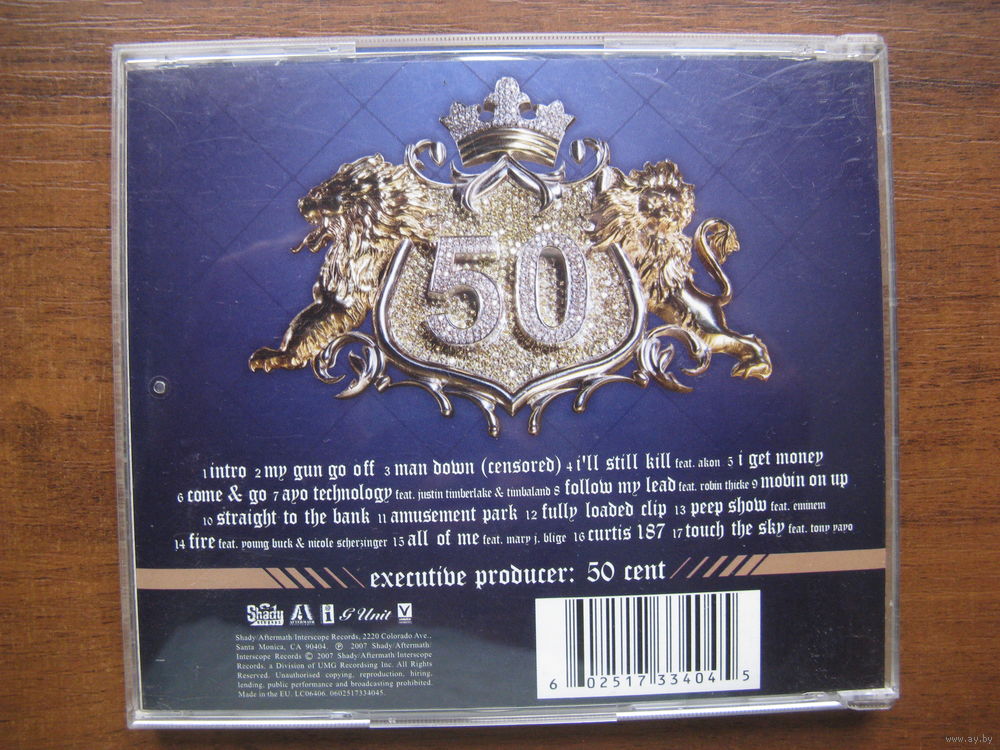 50
1 intro 2 my gun go off 3 man down (censored) 4 i'll still kill feat. akon 5 i get money
6 come & go 7 ayo technology feat. justin timberlake & timbaland 8 follow my lead feat. robin thicke 9 movin on up
10 straight to the bank 11 amusement park 12 fully loaded clip 13 peep show feat. eminem
14 fire feat. young buck & nicole scherzinger 15 all of me feat. mary j. blige 16 curtis 187 17 touch the sky feat. tony yayo
executive producer: 50 cent
Shady AFTERMATH i G Unit V
Shady/Aftermath/Interscope Records, 2220 Colorado Ave.,
Santa Monica, CA 90404. ℗ 2007 Shady/Aftermath/
Interscope Records © 2007 Shady/Aftermath/Interscope
Records, a Division of UMG Recordsing Inc. All Rights
Reserved. Unauthorised copying, reproduction, hiring,
lending, public performance and broadcasting prohibited.
Made in the EU. LC06406. 0602517334045.
6 02517 33404 5
www.ay.by